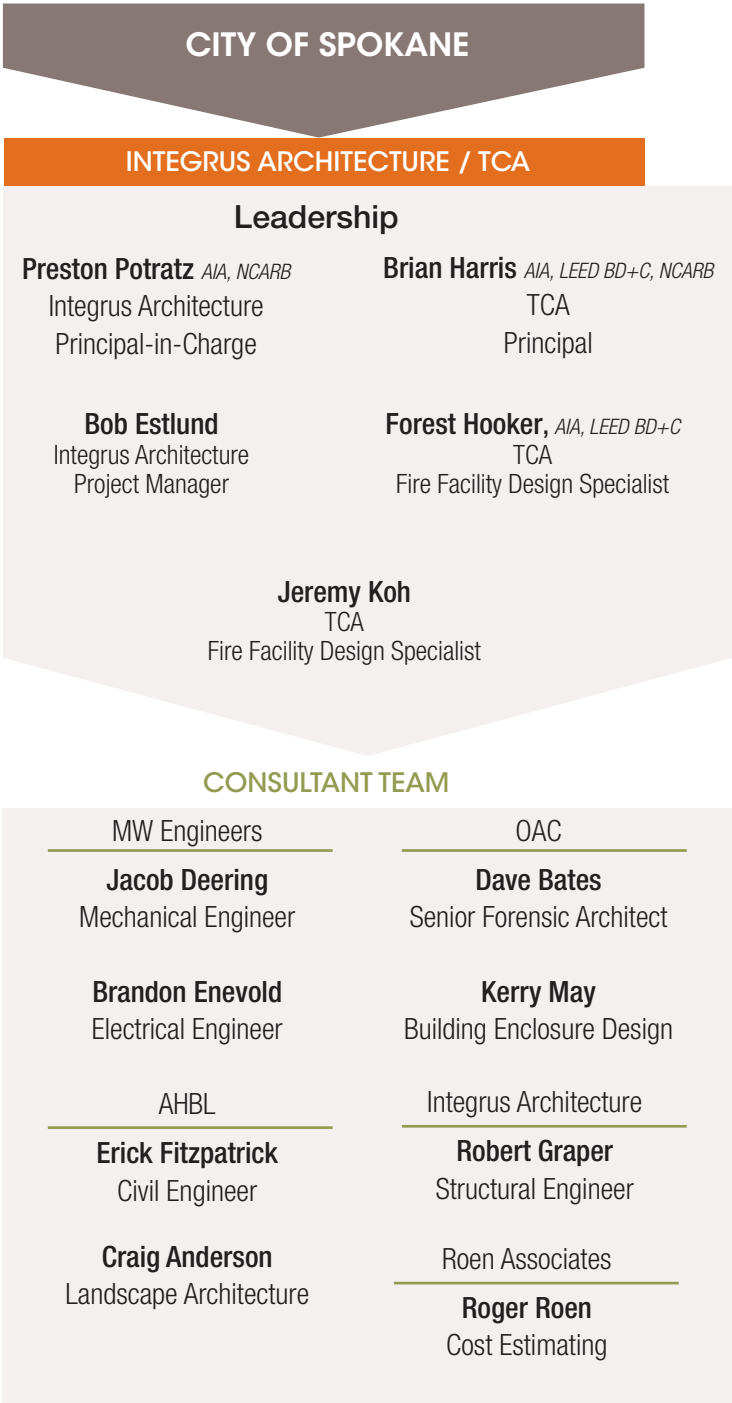 CITY OF SPOKANE
INTEGRUS ARCHITECTURE / TCA
Leadership
Preston Potratz AIA, NCARB
Integrus Architecture
Principal-in-Charge
Brian Harris AIA, LEED BD+C, NCARB
TCA
Principal
Bob Estlund
Integrus Architecture
Project Manager
Forest Hooker, AIA, LEED BD+C
TCA
Fire Facility Design Specialist
Jeremy Koh
TCA
Fire Facility Design Specialist
CONSULTANT TEAM
MW Engineers
Jacob Deering
Mechanical Engineer
Brandon Enevold
Electrical Engineer
AHBL
Erick Fitzpatrick
Civil Engineer
Craig Anderson
Landscape Architecture
OAC
Dave Bates
Senior Forensic Architect
Kerry May
Building Enclosure Design
Integrus Architecture
Robert Graper
Structural Engineer
Roen Associates
Roger Roen
Cost Estimating